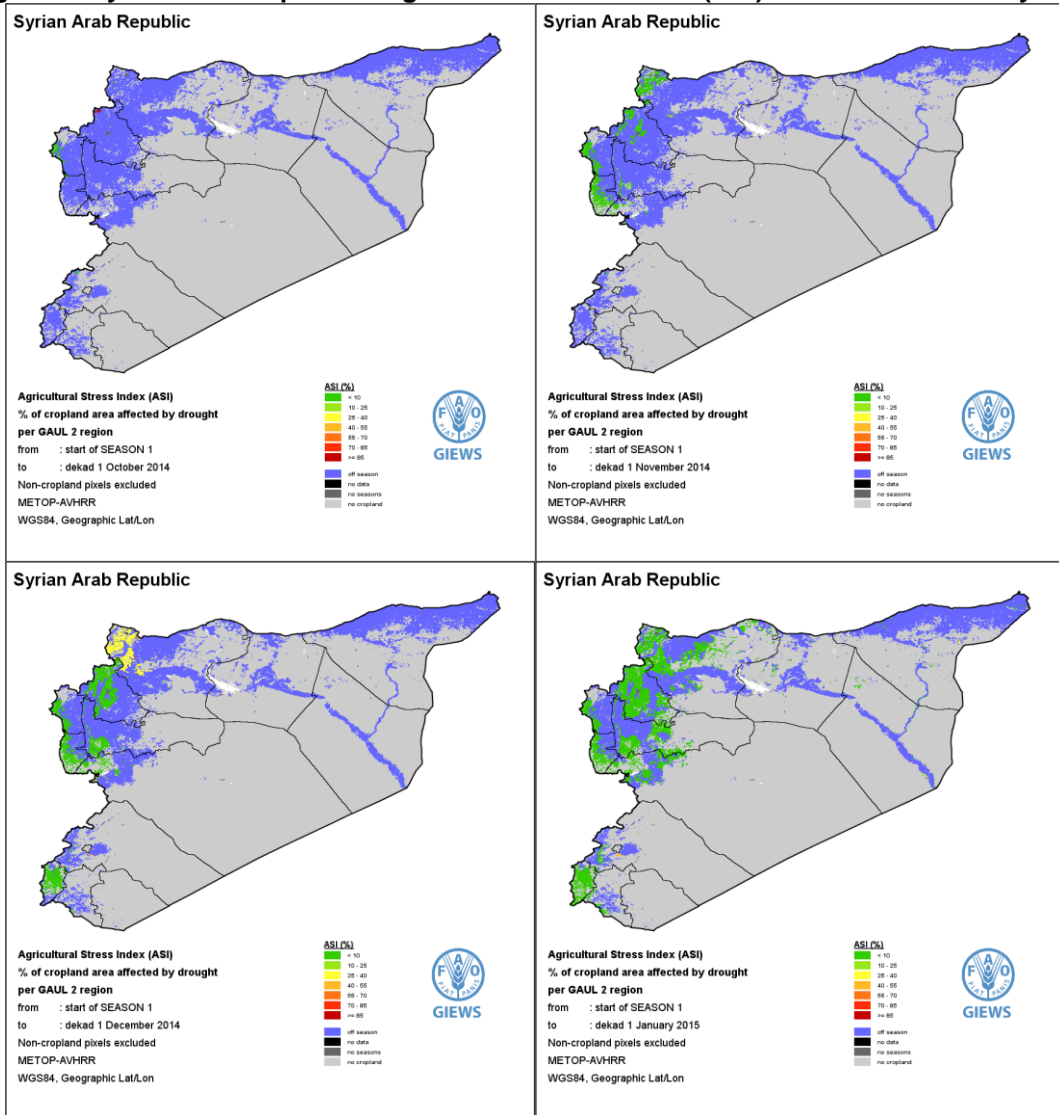 Syrian Arab Republic
Agricultural Stress Index (ASI)
% of cropland area affected by drought
per GAUL 2 region
from : start of SEASON 1
to : dekad 1 October 2014
Non-cropland pixels excluded
METOP-AVHRR
WGS84, Geographic Lat/Lon
ASI (%)
< 10
10 - 25
25 - 40
40 - 55
55 - 70
70 - 85
>= 85
off season
no data
no seasons
no cropland
F A O
FIAT PANIS
GIEWS
Syrian Arab Republic
Agricultural Stress Index (ASI)
% of cropland area affected by drought
per GAUL 2 region
from : start of SEASON 1
to : dekad 1 November 2014
Non-cropland pixels excluded
METOP-AVHRR
WGS84, Geographic Lat/Lon
ASI (%)
< 10
10 - 25
25 - 40
40 - 55
55 - 70
70 - 85
>= 85
off season
no data
no seasons
no cropland
F A O
FIAT PANIS
GIEWS
Syrian Arab Republic
Agricultural Stress Index (ASI)
% of cropland area affected by drought
per GAUL 2 region
from : start of SEASON 1
to : dekad 1 December 2014
Non-cropland pixels excluded
METOP-AVHRR
WGS84, Geographic Lat/Lon
ASI (%)
< 10
10 - 25
25 - 40
40 - 55
55 - 70
70 - 85
>= 85
off season
no data
no seasons
no cropland
F A O
FIAT PANIS
GIEWS
Syrian Arab Republic
Agricultural Stress Index (ASI)
% of cropland area affected by drought
per GAUL 2 region
from : start of SEASON 1
to : dekad 1 January 2015
Non-cropland pixels excluded
METOP-AVHRR
WGS84, Geographic Lat/Lon
ASI (%)
< 10
10 - 25
25 - 40
40 - 55
55 - 70
70 - 85
>= 85
off season
no data
no seasons
no cropland
F A O
FIAT PANIS
GIEWS